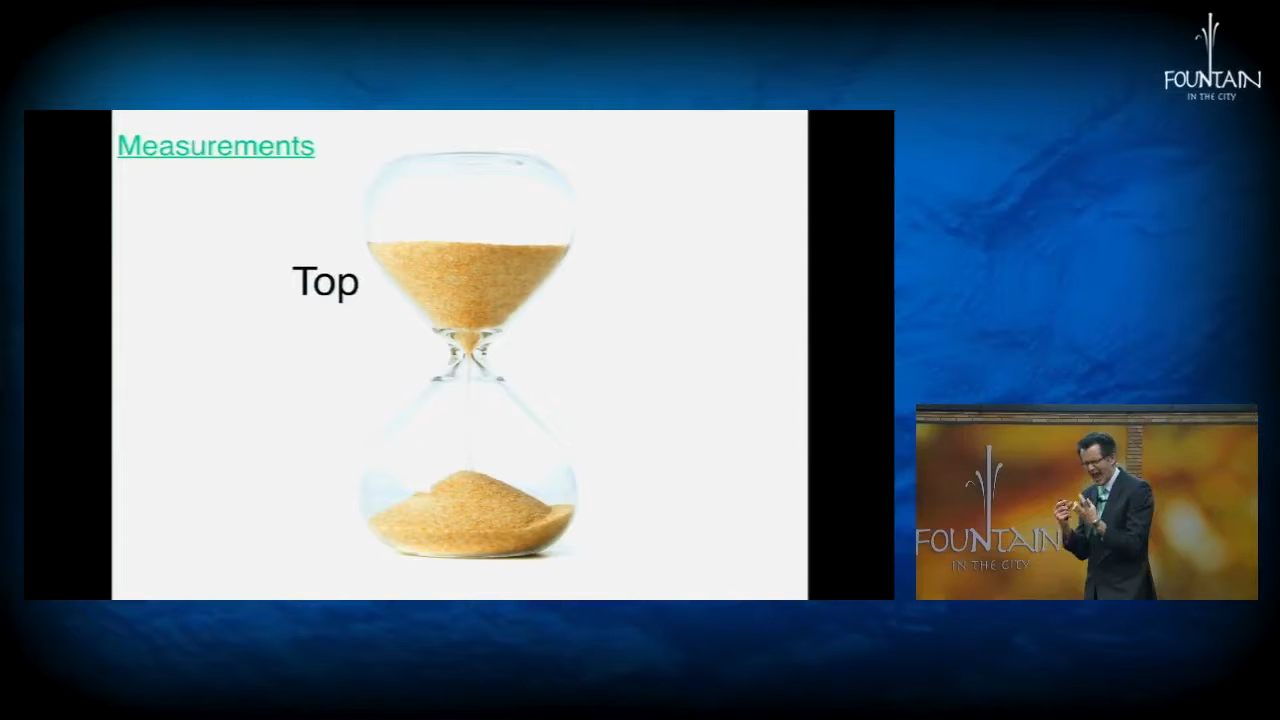 FOUNTAIN
IN THE CITY
Measurements
Top
FOUNTAIN
IN THE CITY